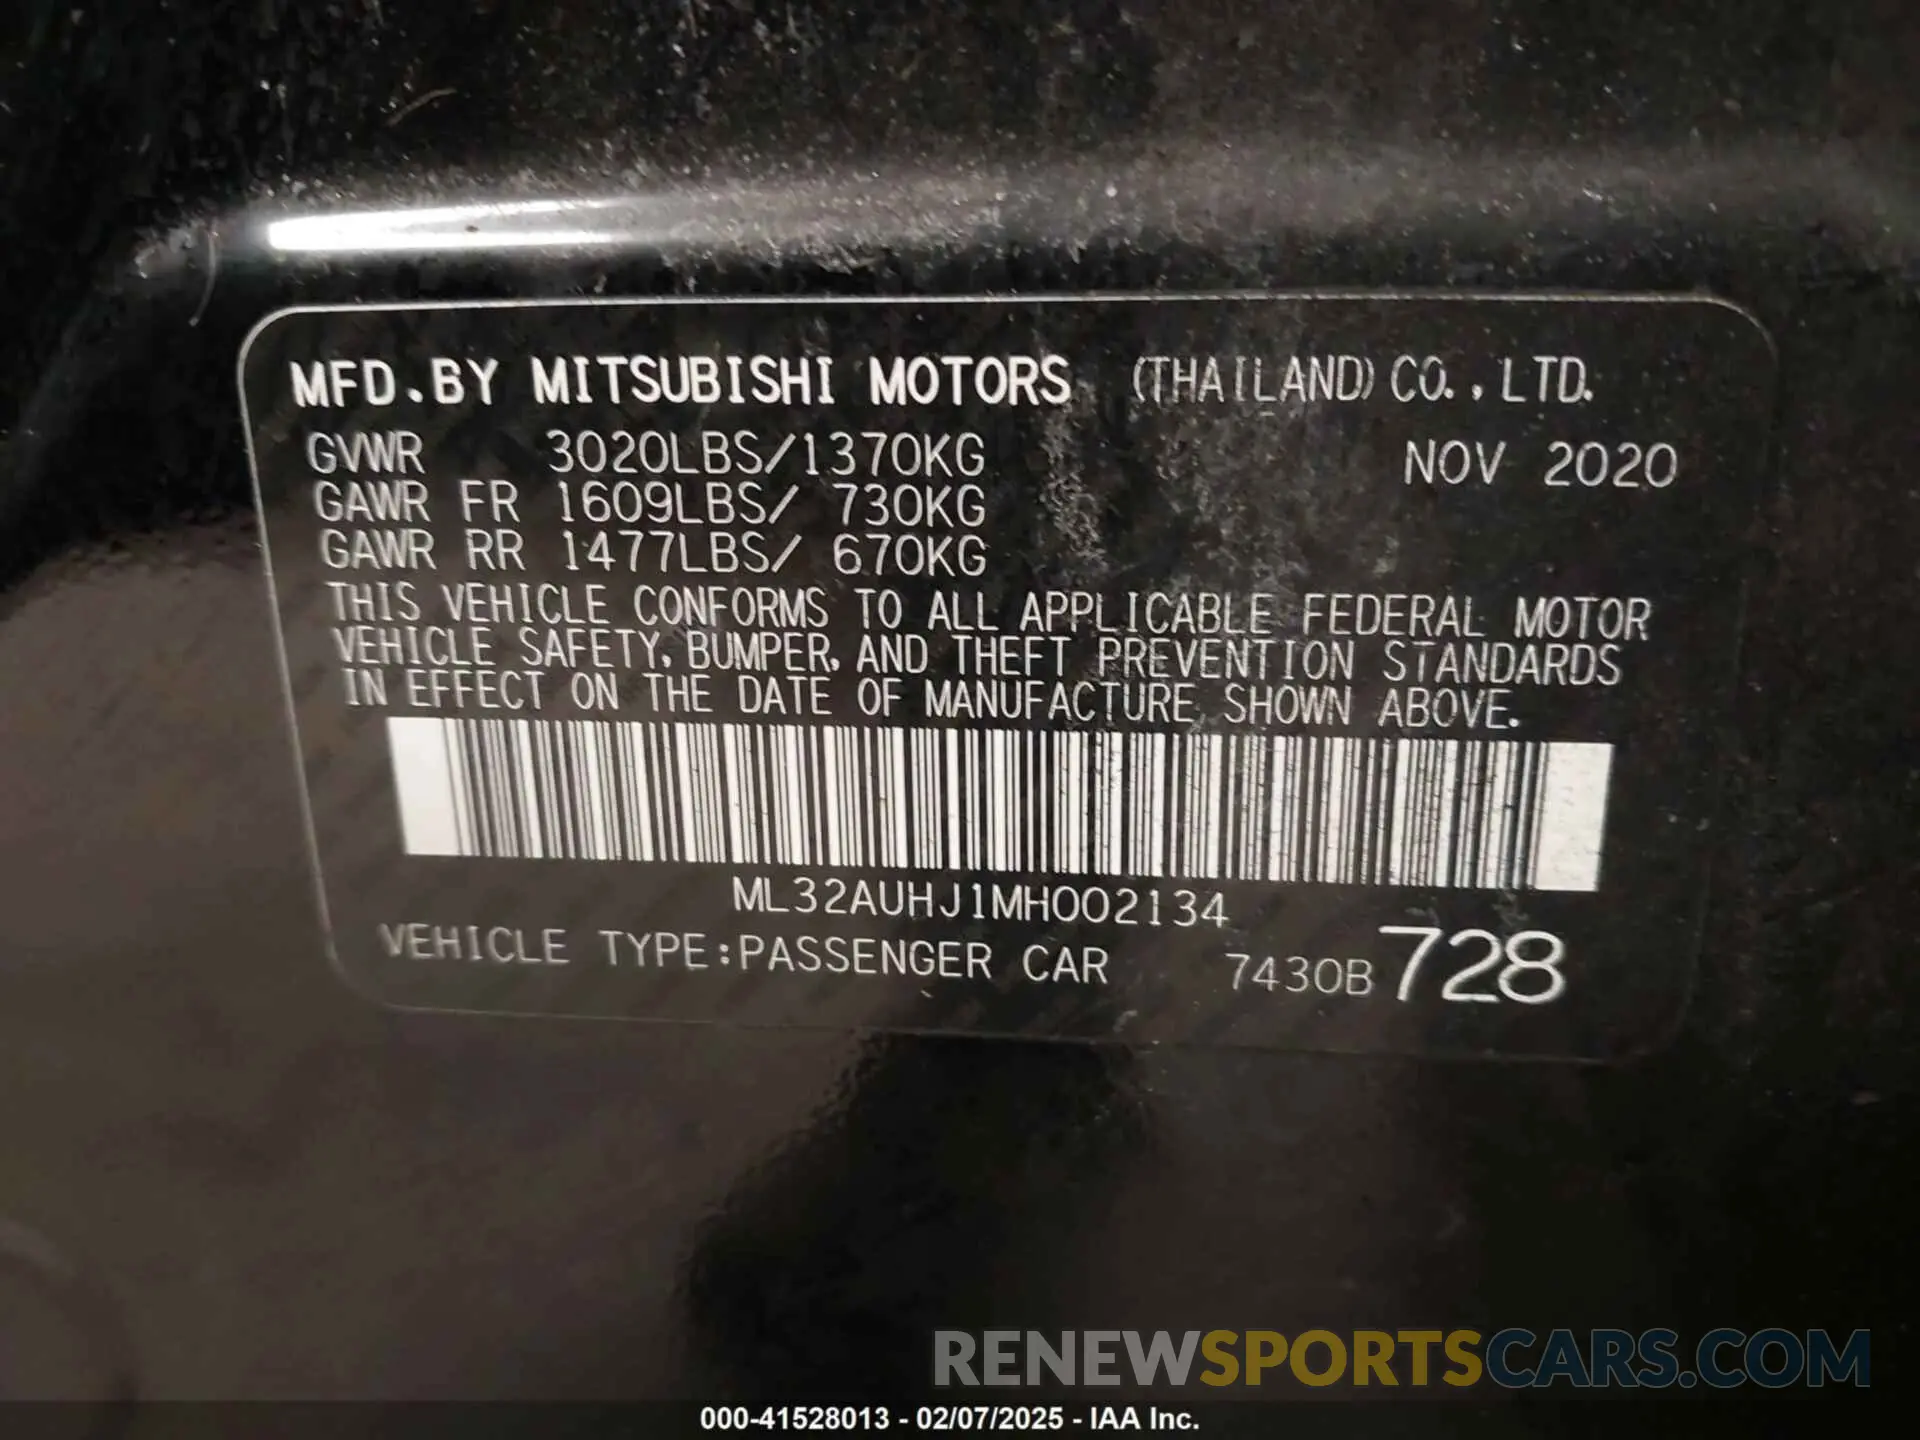 MFD.BY MITSUBISHI MOTORS (THAILAND) CO.,LTD.
GVWR 3020LBS/1370KG NOV 2020
GAWR FR 1609LBS/ 730KG
GAWR RR 1477LBS/ 670KG
THIS VEHICLE CONFORMS TO ALL APPLICABLE FEDERAL MOTOR
VEHICLE SAFETY, BUMPER, AND THEFT PREVENTION STANDARDS
IN EFFECT ON THE DATE OF MANUFACTURE SHOWN ABOVE.
ML32AUHJ1MH002134
VEHICLE TYPE:PASSENGER CAR 7430B 728
RENEWSPORTSCARS.COM
000-41528013 - 02/07/2025 - IAA Inc.